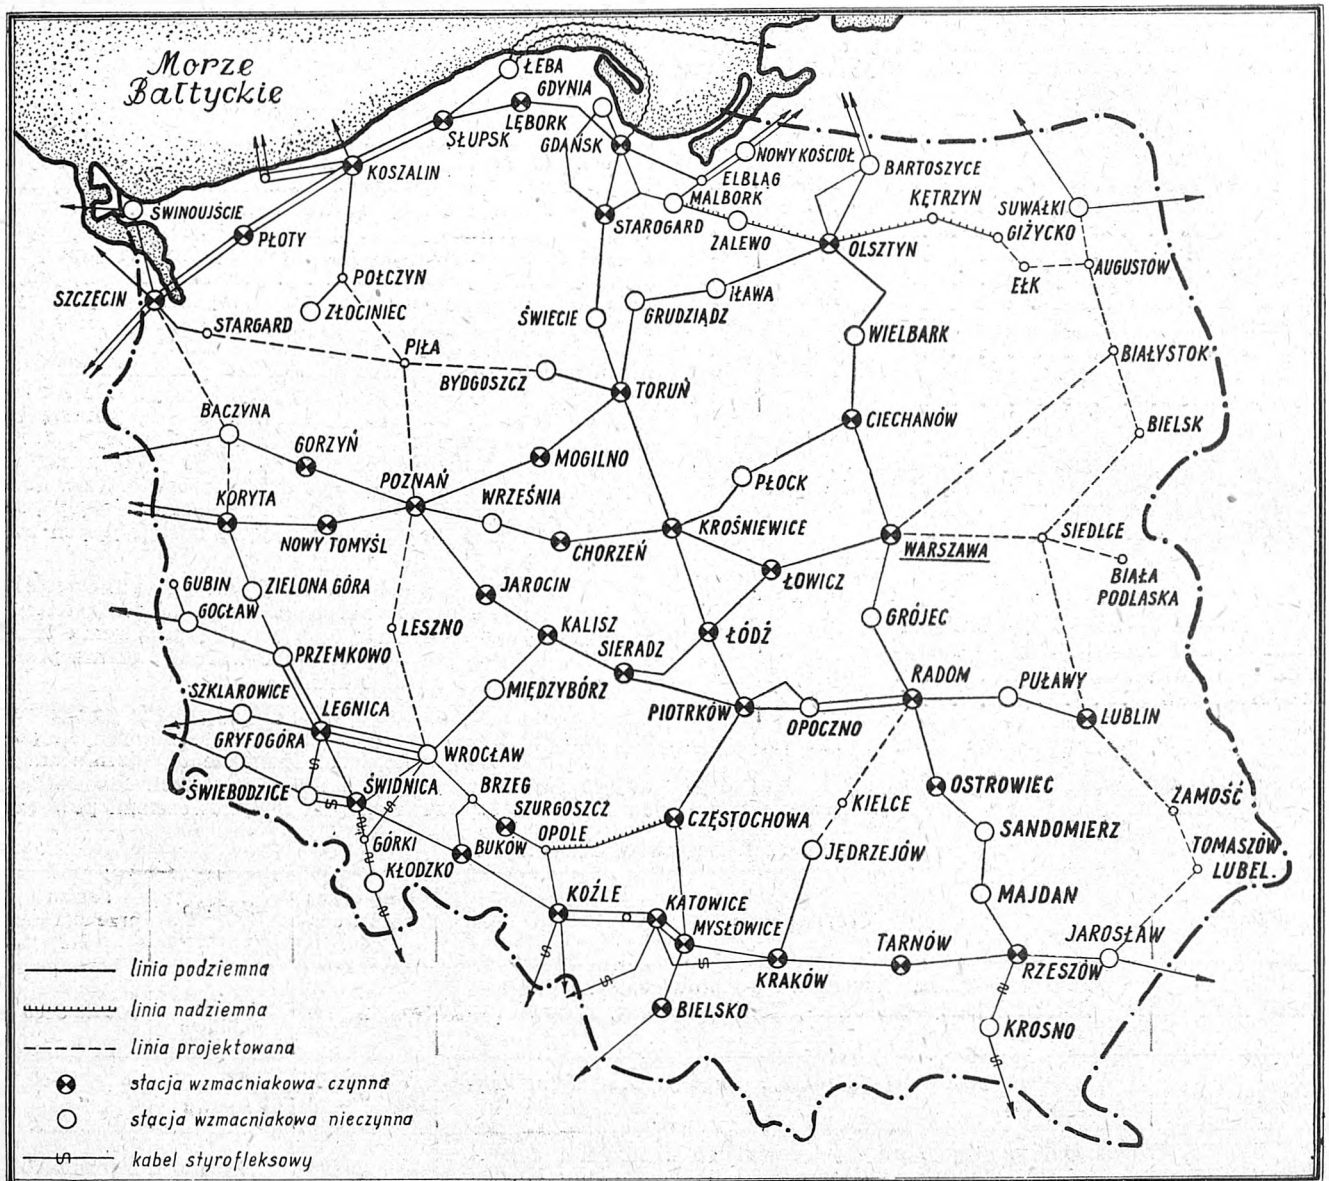 Morze
Bałtyckie
ŁEBA
GDYNIA
LĘBORK
SŁUPSK
GDAŃSK
KOSZALIN
NOWY KOŚCIOŁ
ELBLĄG
MALBORK
BARTOSZYCE
KĘTRZYN
SUWAŁKI
GIŻYCKO
ŚWINOUJŚCIE
PŁOTY
STAROGARD
ZALEWO
OLSZTYN
EŁK
AUGUSTÓW
SZCZECIN
POŁCZYN
ZŁOCINIEC
STARGARD
ŚWIECIE
GRUDZIĄDZ
IŁAWA
WIELBARK
PIŁA
BYDGOSZCZ
TORUŃ
BIAŁYSTOK
BACZYNA
GORZYŃ
CIECHANÓW
BIELSK
POZNAŃ
MOGILNO
PŁOCK
KORYTA
WRZEŚNIA
NOWY TOMYŚL
CHORZEŃ
KROŚNIEWICE
WARSZAWA
SIEDLCE
BIAŁA
PODLASKA
GUBIN
GOCŁAW
ZIELONA GÓRA
JAROCIN
ŁOWICZ
LESZNO
KALISZ
SIERADZ
ŁÓDŹ
GRÓJEC
PRZEMKOWO
SZKLAROWICE
LEGNICA
MIĘDZYBÓRZ
PIOTRKÓW
OPOCZNO
RADOM
PUŁAWY
LUBLIN
GRYFOGÓRA
WROCŁAW
ŚWIEBODZICE
ŚWIDNICA
BRZEG
SZURGOSZCZ
OPOLE
CZĘSTOCHOWA
KIELCE
OSTROWIEC
ZAMOŚĆ
GÓRKI
BUKÓW
KŁODZKO
JĘDRZEJÓW
SANDOMIERZ
TOMASZÓW
LUBEL.
KOŹLE
KATOWICE
MYSŁOWICE
MAJDAN
KRAKÓW
TARNÓW
RZESZÓW
JAROSŁAW
BIELSKO
KROSNO
linia podziemna
linia nadziemna
linia projektowana
stacja wzmacniakowa czynna
stacja wzmacniakowa nieczynna
kabel styrofleksowy